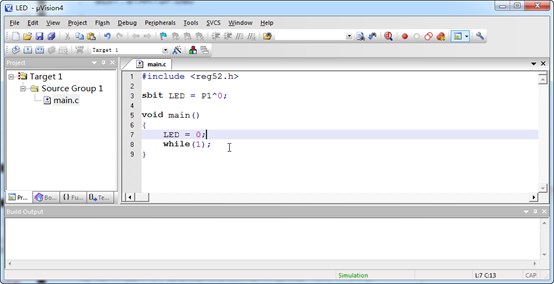 LED - µVision4
File Edit View Project Flash Debug Peripherals Tools SVCS Window Help
Target 1
Project
main.c
Target 1
Source Group 1
main.c
1 #include <reg52.h>
2
3 sbit LED = P1^0;
4
5 void main()
6 {
7 LED = 0;
8 while(1);
9 }
Pr... Bo... {} Fu... Te...
Build Output
Simulation L:7 C:13 CAP